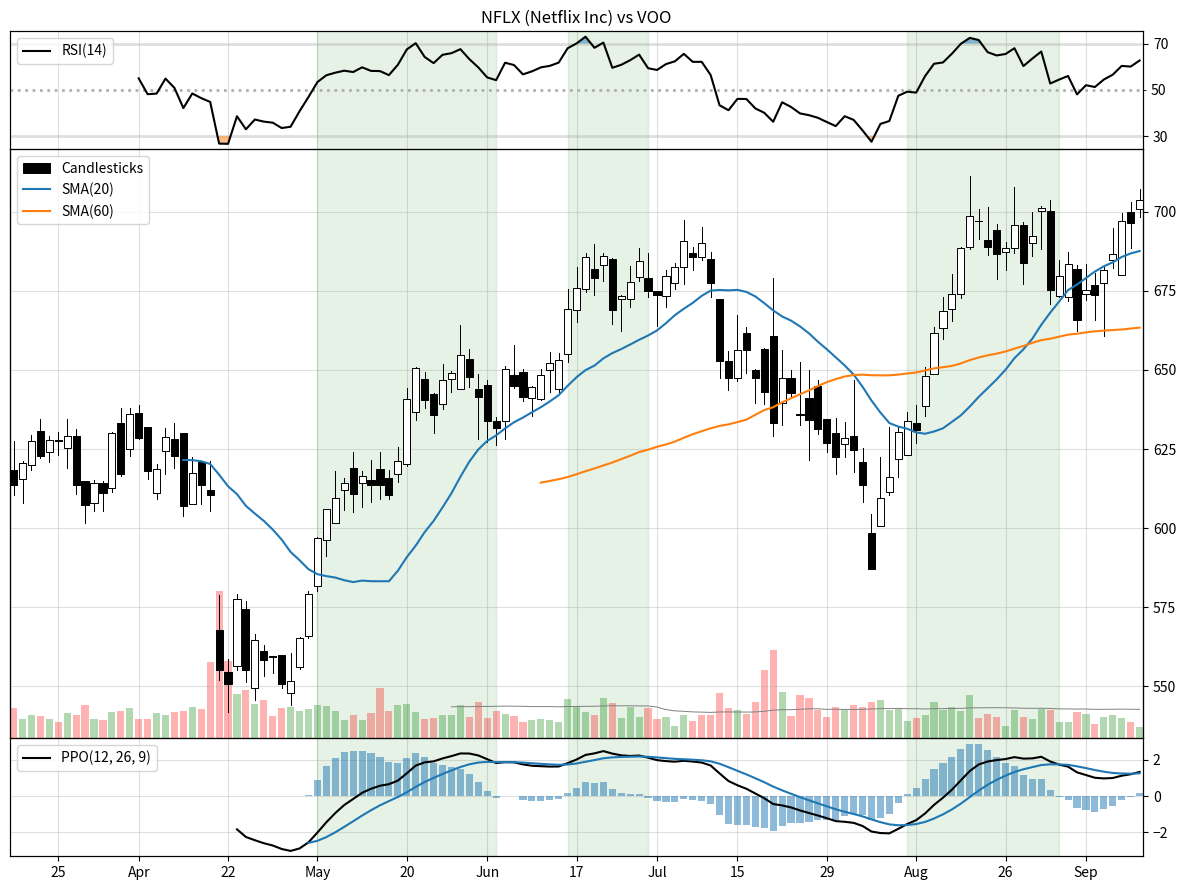 NFLX (Netflix Inc) vs VOO
RSI(14)
70
50
30
Candlesticks
SMA(20)
SMA(60)
700
675
650
625
600
575
550
PPO(12, 26, 9)
2
0
−2
25 Apr 22 May 20 Jun 17 Jul 15 29 Aug 26 Sep